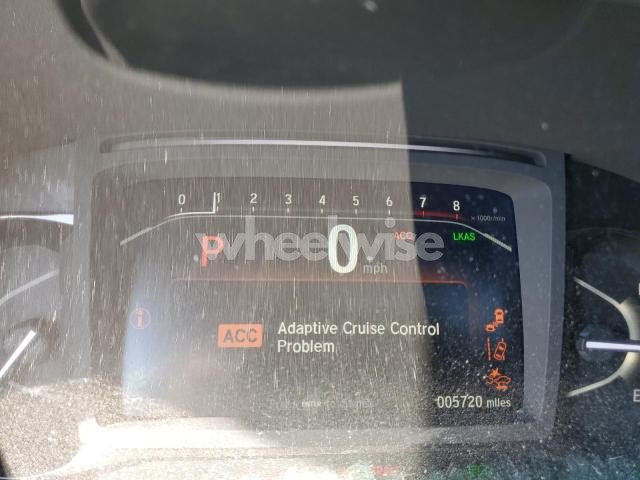 0 1 2 3 4 5 6 7 8
×1000r/min
P 0 mph
ACC LKAS
wheelwise
ACC Adaptive Cruise Control
Problem
005720 miles
E